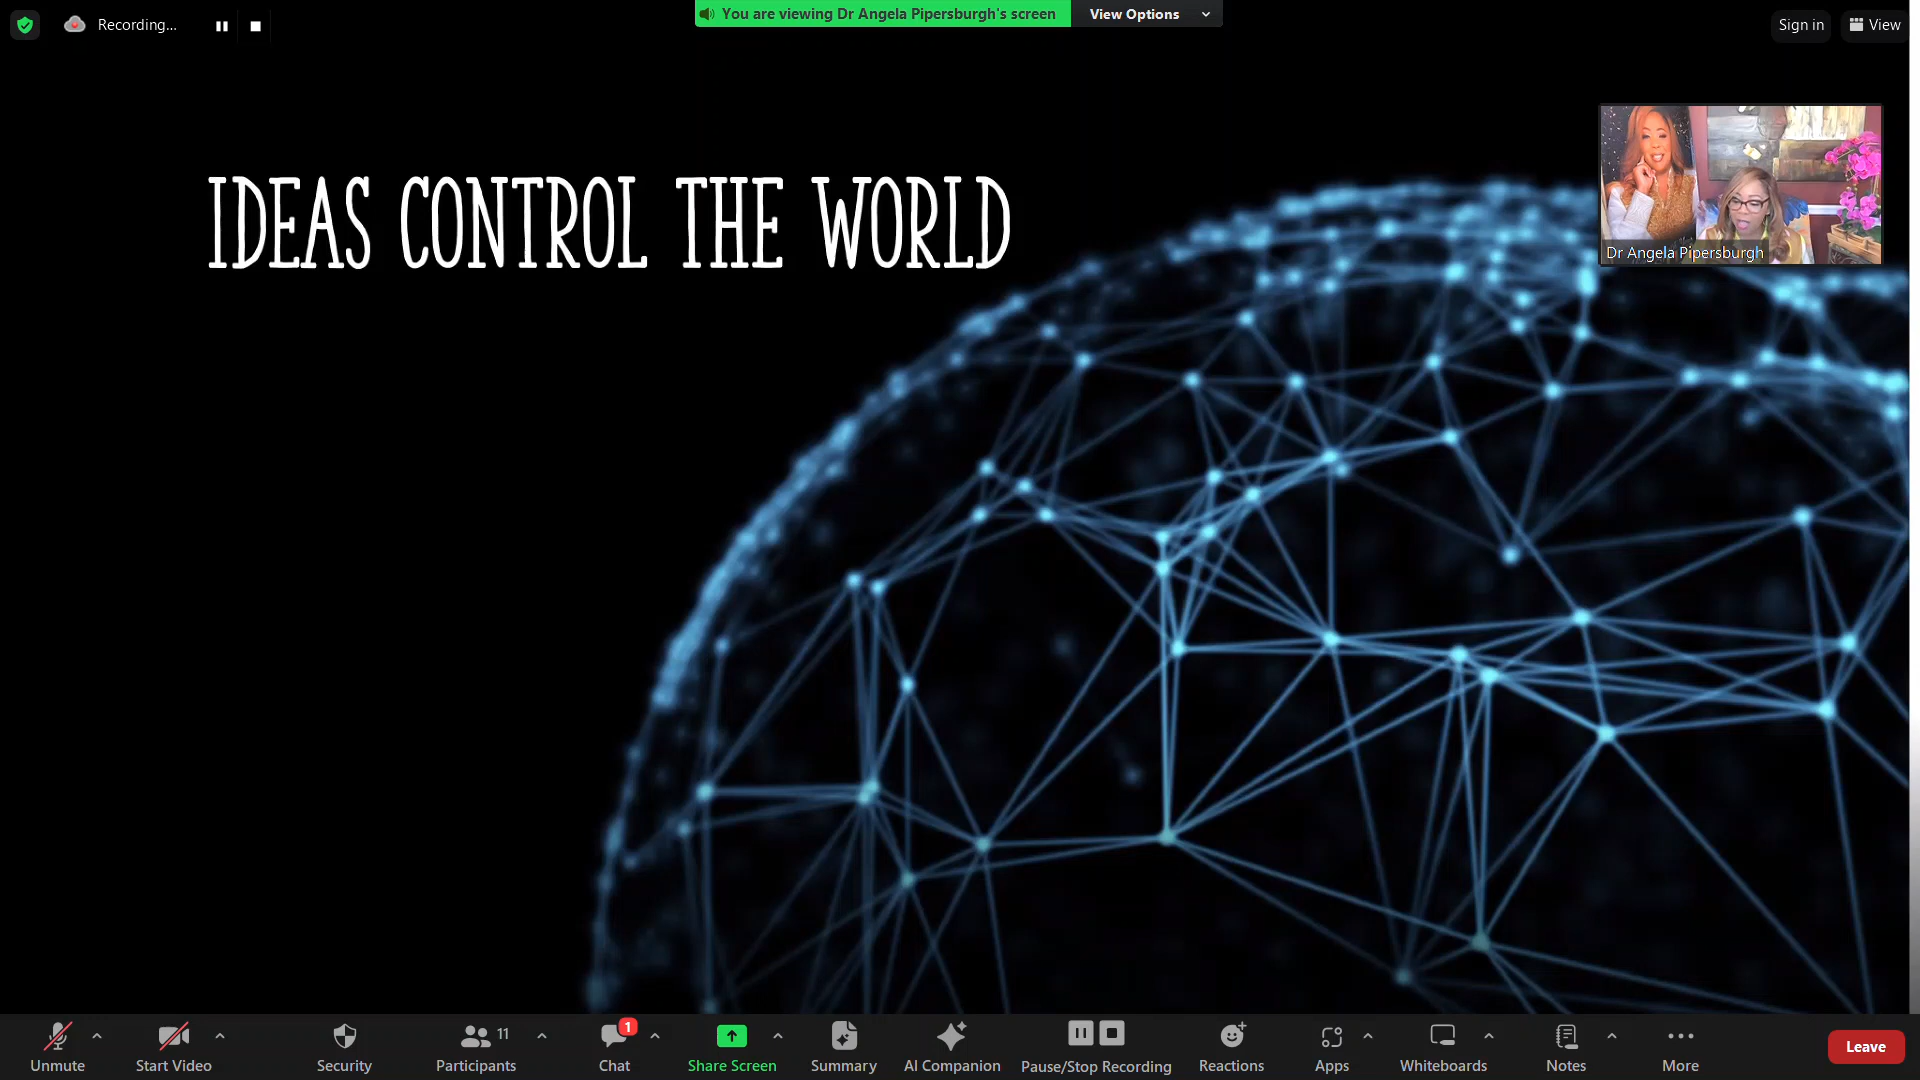 Recording...
You are viewing Dr Angela Pipersburgh's screen
View Options
Sign in
View
IDEAS CONTROL THE WORLD
Dr Angela Pipersburgh
Unmute
Start Video
Security
11
Participants
1
Chat
Share Screen
Summary
AI Companion
Pause/Stop Recording
Reactions
Apps
Whiteboards
Notes
More
Leave